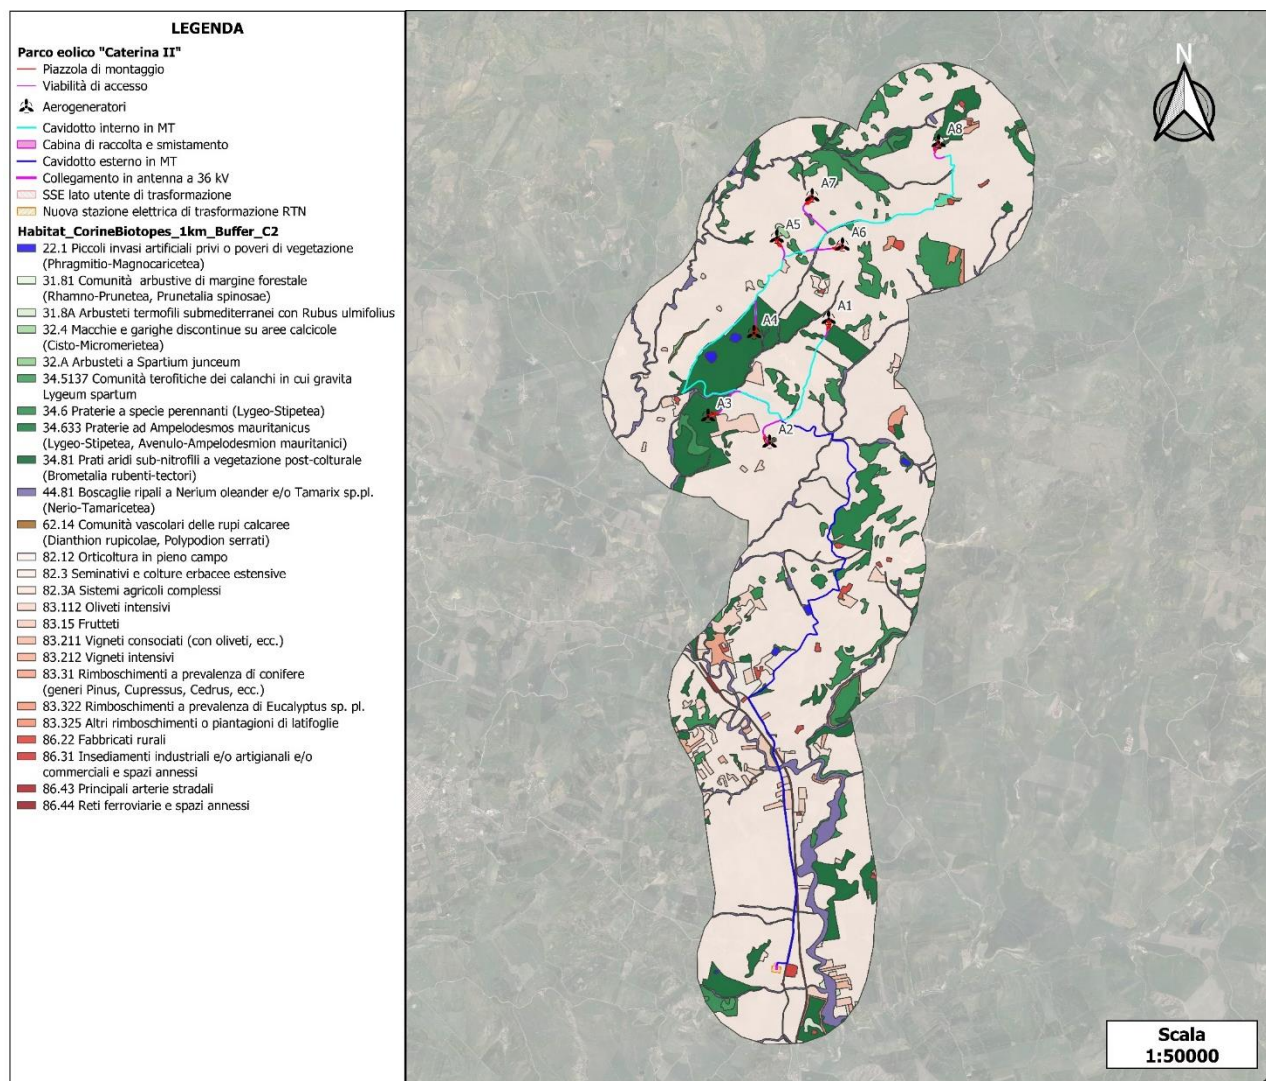 LEGENDA
Parco eolico "Caterina II"
Piazzola di montaggio
Viabilità di accesso
Aerogeneratori
Cavidotto interno in MT
Cabina di raccolta e smistamento
Cavidotto esterno in MT
Collegamento in antenna a 36 kV
SSE lato utente di trasformazione
Nuova stazione elettrica di trasformazione RTN
Habitat_CorineBiotopes_1km_Buffer_C2
22.1 Piccoli invasi artificiali privi o poveri di vegetazione
(Phragmitio-Magnocaricetea)
31.81 Comunità arbustive di margine forestale
(Rhamno-Prunetea, Prunetalia spinosae)
31.8A Arbusteti termofili submediterranei con Rubus ulmifolius
32.4 Macchie e garighe discontinue su aree calcicole
(Cisto-Micromerietea)
32.A Arbusteti a Spartium junceum
34.5137 Comunità terofitiche dei calanchi in cui gravita
Lygeum spartum
34.6 Praterie a specie perennanti (Lygeo-Stipetea)
34.633 Praterie ad Ampelodesmos mauritanicus
(Lygeo-Stipetea, Avenulo-Ampelodesmion mauritanici)
34.81 Prati aridi sub-nitrofili a vegetazione post-colturale
(Brometalia rubenti-tectori)
44.81 Boscaglie ripali a Nerium oleander e/o Tamarix sp.pl.
(Nerio-Tamaricetea)
62.14 Comunità vascolari delle rupi calcaree
(Dianthion rupicolae, Polypodion serrati)
82.12 Orticoltura in pieno campo
82.3 Seminativi e colture erbacee estensive
82.3A Sistemi agricoli complessi
83.112 Oliveti intensivi
83.15 Frutteti
83.211 Vigneti consociati (con oliveti, ecc.)
83.212 Vigneti intensivi
83.31 Rimboschimenti a prevalenza di conifere
(generi Pinus, Cupressus, Cedrus, ecc.)
83.322 Rimboschimenti a prevalenza di Eucalyptus sp. pl.
83.325 Altri rimboschimenti o piantagioni di latifoglie
86.22 Fabbricati rurali
86.31 Insediamenti industriali e/o artigianali e/o
commerciali e spazi annessi
86.43 Principali arterie stradali
86.44 Reti ferroviarie e spazi annessi
N
A8
A7
A5
A6
A1
A4
A3
A2
Scala
1:50000